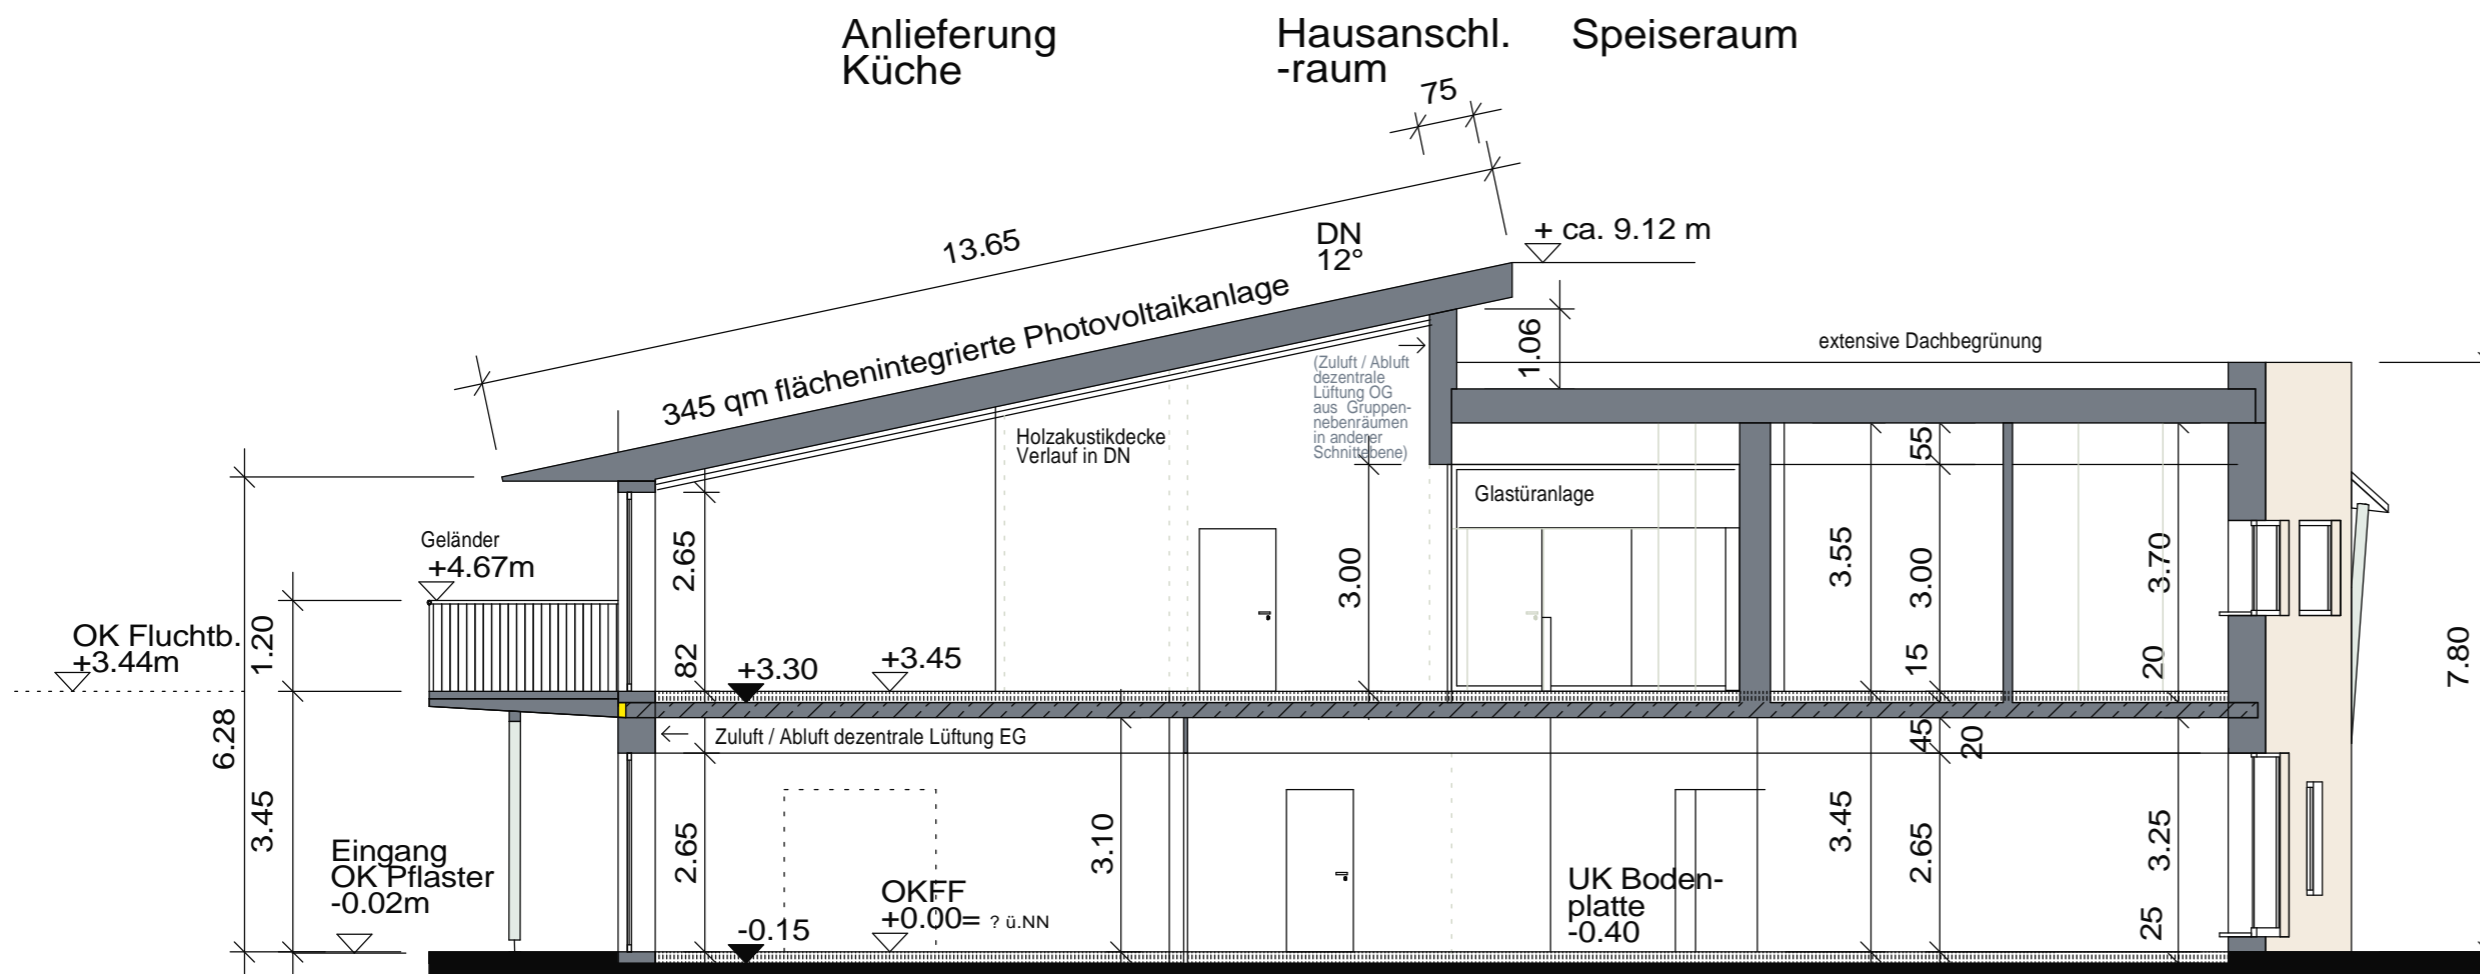 Anlieferung
Küche
Hausanschl.
-raum
Speiseraum
75
13.65
DN
12°
+ ca. 9.12 m
345 qm flächenintegrierte Photovoltaikanlage
1.06
extensive Dachbegrünung
(Zuluft / Abluft
dezentrale
Lüftung OG
aus Gruppen-
nebenräumen
in anderer
Schnittebene)
Holzakustikdecke
Verlauf in DN
55
Glastüranlage
Geländer
+4.67m
2.65
3.00
3.55
3.00
3.70
OK Fluchtb.
+3.44m
1.20
82
+3.30
+3.45
15
20
7.80
6.28
Zuluft / Abluft dezentrale Lüftung EG
45
20
3.45
2.65
3.10
3.45
2.65
3.25
Eingang
OK Pflaster
-0.02m
OKFF
+0.00= ? ü.NN
-0.15
UK Boden-
platte
-0.40
25